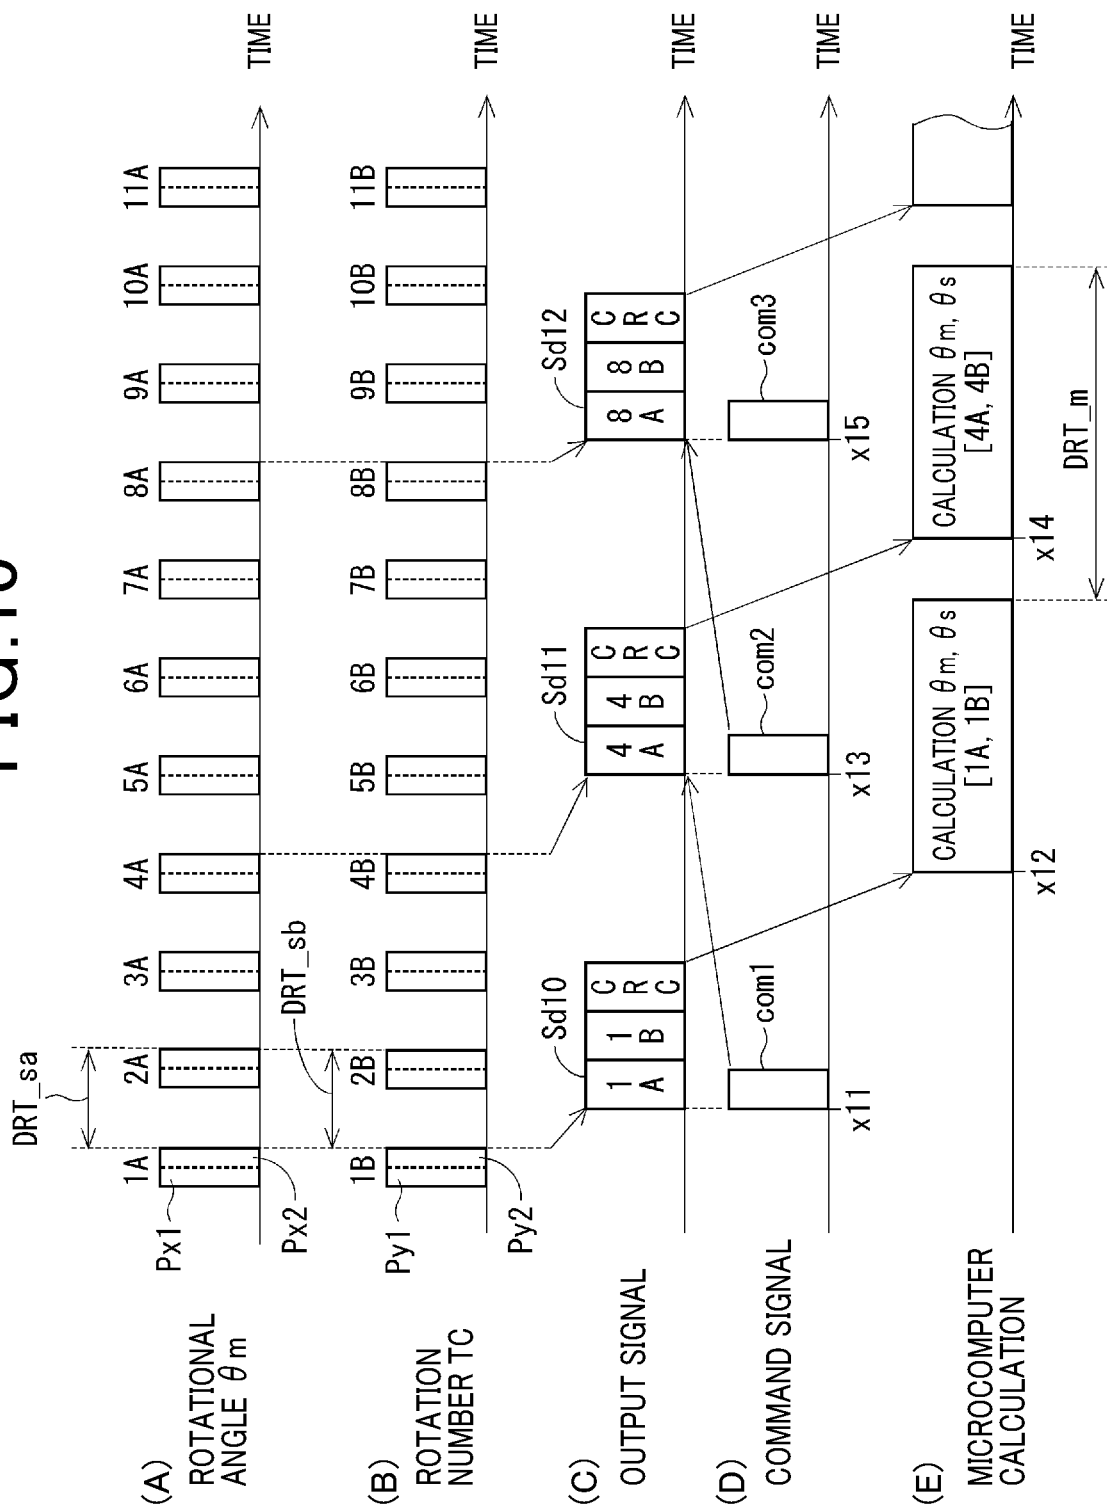 (A) ROTATIONAL
ANGLE θm
Px1
Px2
1A 2A 3A 4A 5A 6A 7A 8A 9A 10A 11A
DRT_sa
TIME
(B) ROTATION
NUMBER TC
Py1
Py2
1B 2B 3B 4B 5B 6B 7B 8B 9B 10B 11B
DRT_sb
TIME
(C) OUTPUT SIGNAL
Sd10
1A 1B CRC
Sd11
4A 4B CRC
Sd12
8A 8B CRC
TIME
(D) COMMAND SIGNAL
com1
com2
com3
x11 x13 x15
TIME
(E) MICROCOMPUTER
CALCULATION
CALCULATION θm, θs
[1A, 1B]
CALCULATION θm, θs
[4A, 4B]
x12 x14
DRT_m
TIME